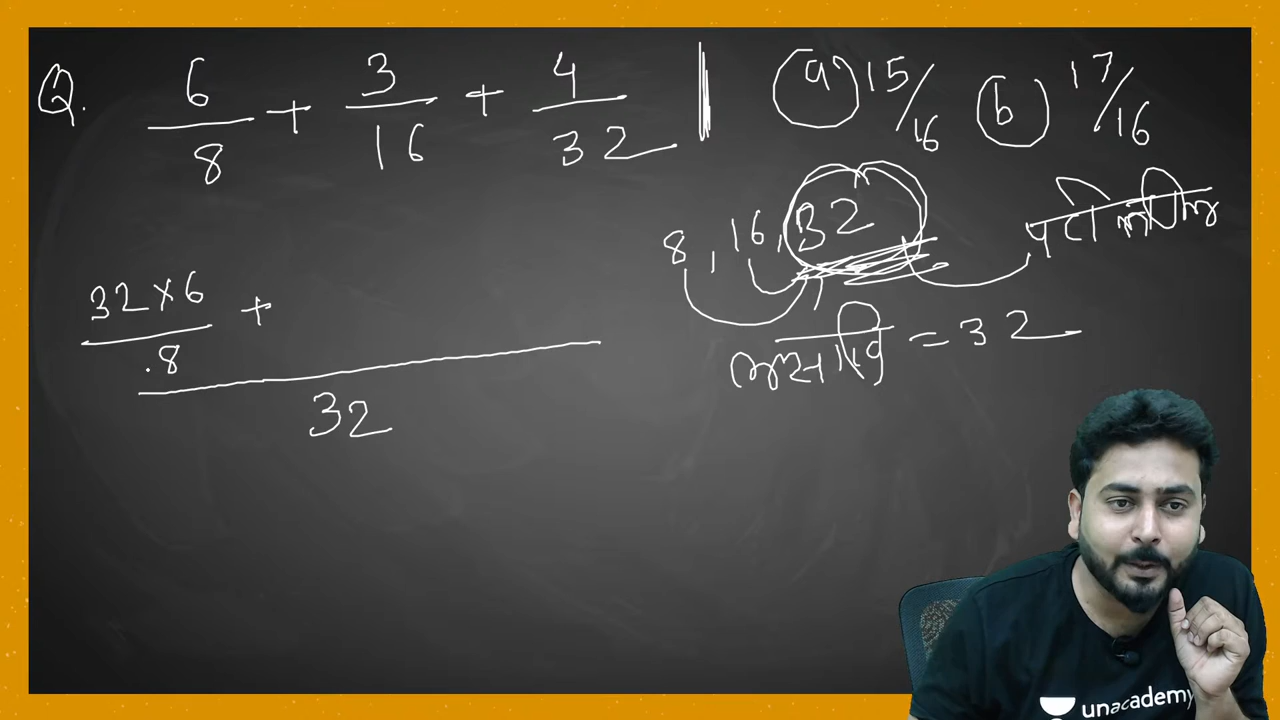 Q. 6/8 + 3/16 + 4/32 (a) 15/16 (b) 17/16
8, 16, 32
32×6/8 +
32
= 32
unacademy